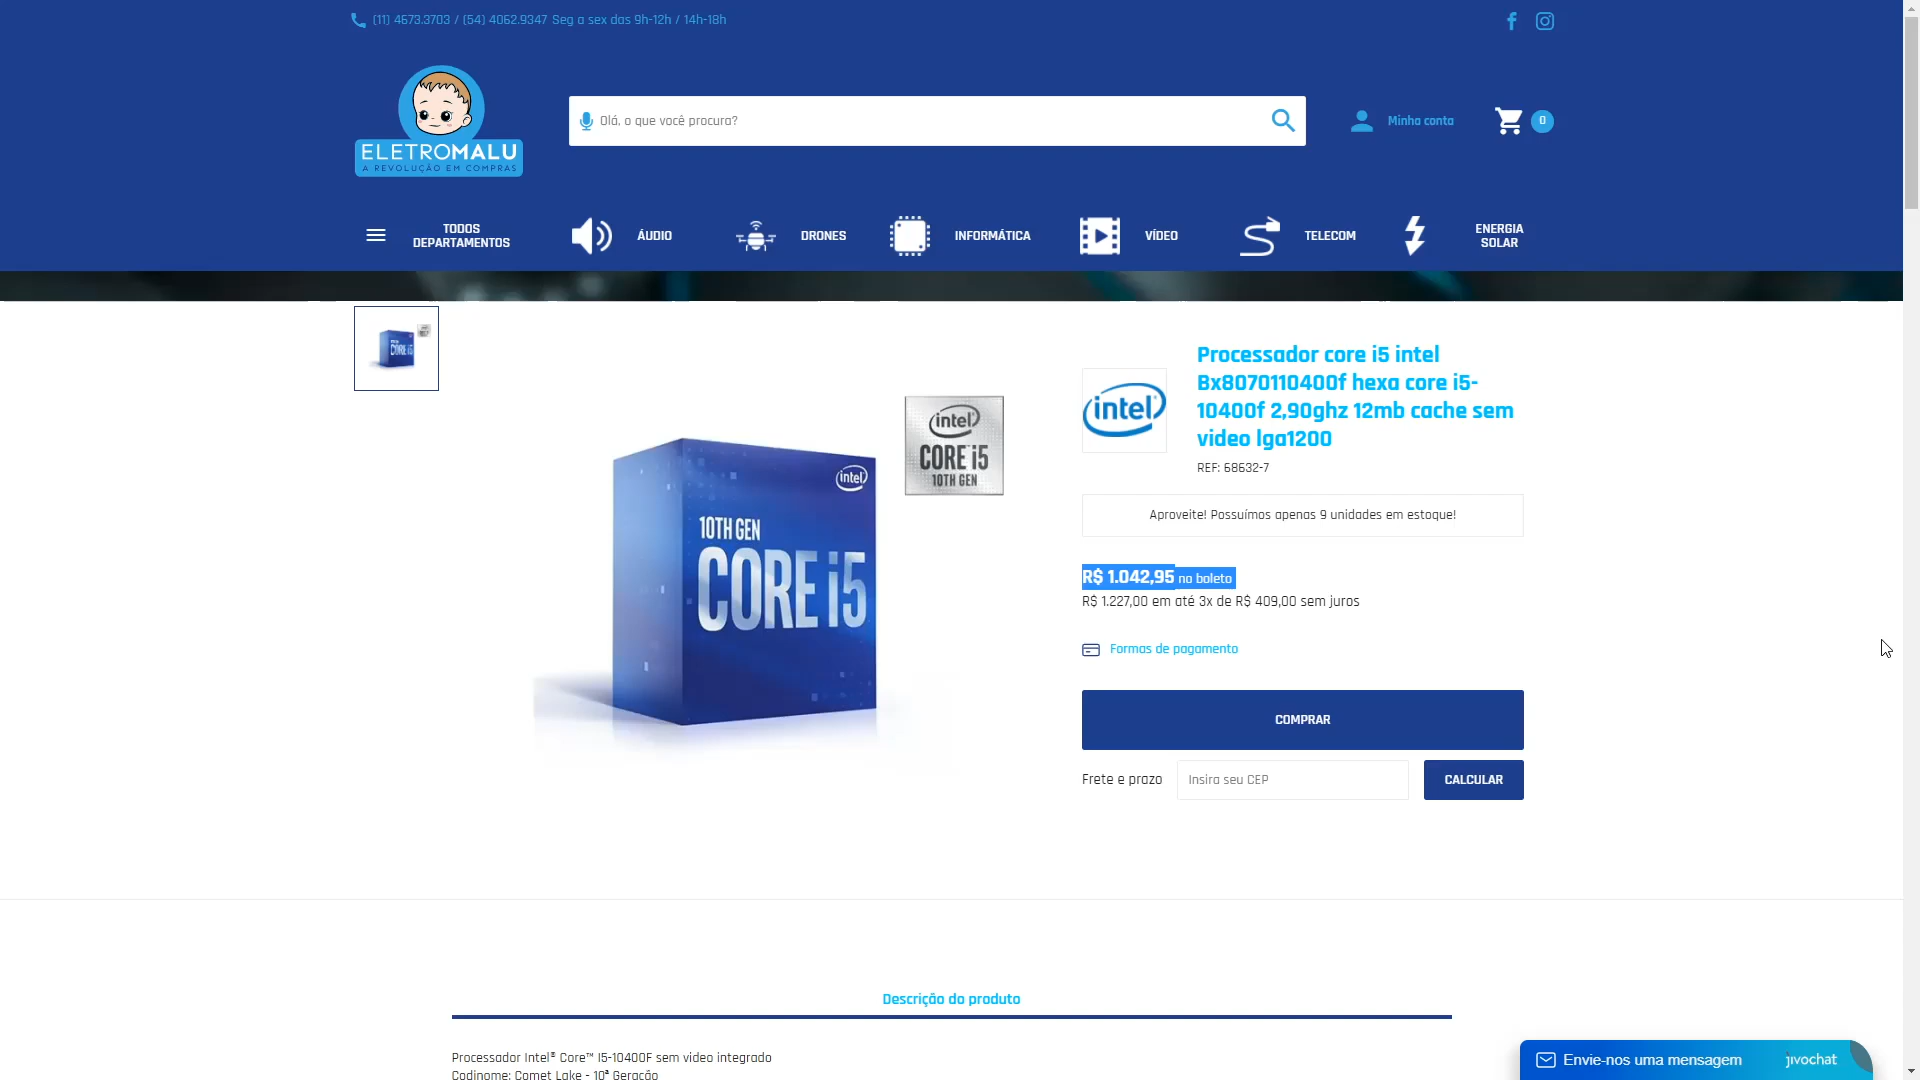 (11) 4673.3703 / (54) 4062.9347 Seg a sex das 9h-12h / 14h-18h
ELETROMALU
A REVOLUÇÃO EM COMPRAS
Olá, o que você procura?
Minha conta
0
TODOS
DEPARTAMENTOS
ÁUDIO
DRONES
INFORMÁTICA
VÍDEO
TELECOM
ENERGIA
SOLAR
CORE i5
intel
CORE i5
10TH GEN
intel
10TH GEN
CORE i5
intel
Processador core i5 intel
Bx8070110400f hexa core i5-
10400f 2,90ghz 12mb cache sem
video lga1200
REF: 68632-7
Aproveite! Possuímos apenas 9 unidades em estoque!
R$ 1.042,95 no boleto
R$ 1.227,00 em até 3x de R$ 409,00 sem juros
Formas de pagamento
COMPRAR
Frete e prazo
Insira seu CEP
CALCULAR
Descrição do produto
Processador Intel® Core™ I5-10400F sem video integrado
Codinome: Comet Lake - 10ª Geração
Envie-nos uma mensagem
jivochat